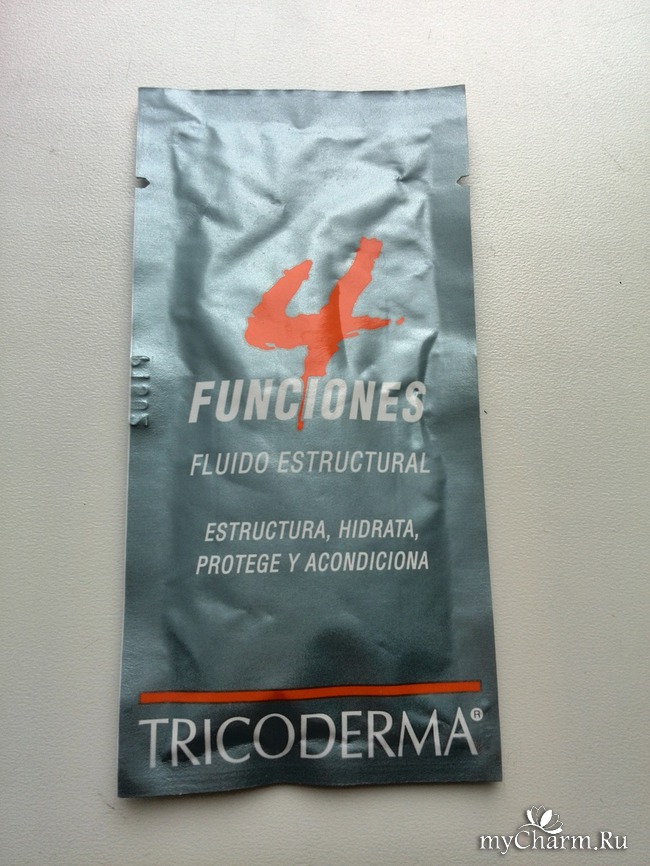 4
FUNCIONES
FLUIDO ESTRUCTURAL
ESTRUCTURA, HIDRATA,
PROTEGE Y ACONDICIONA
TRICODERMA®
myCharm.Ru